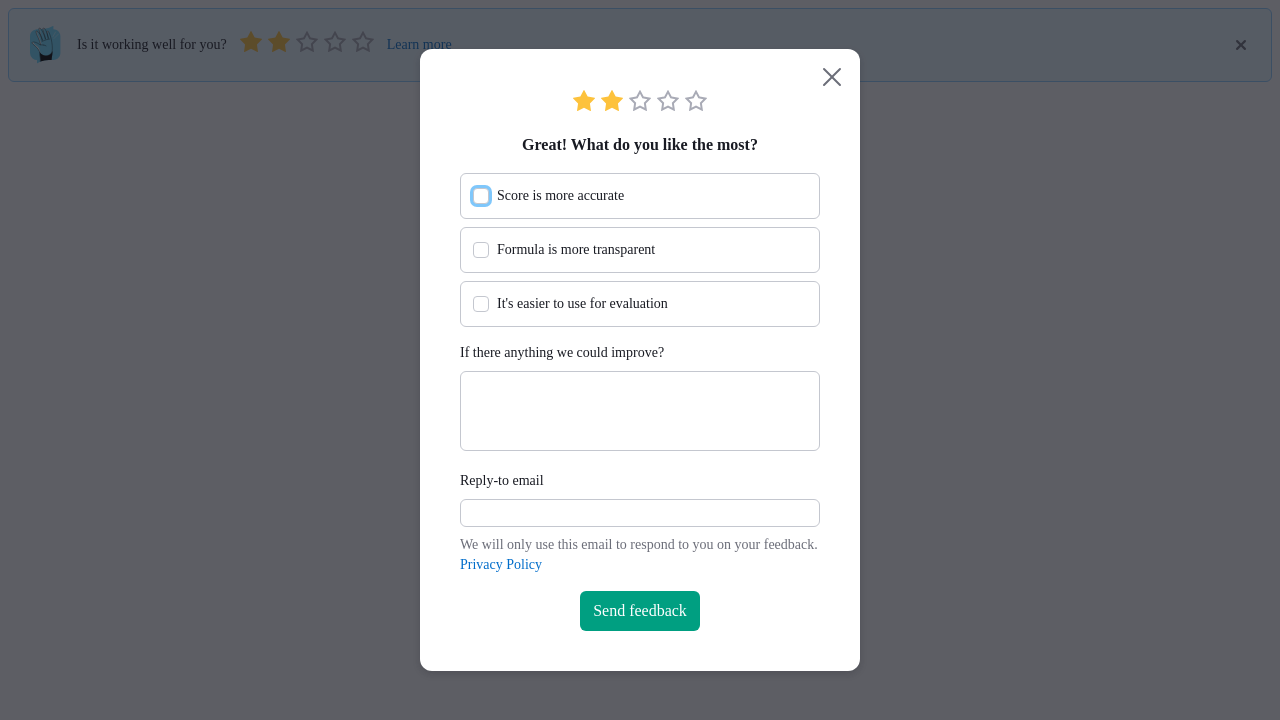 Is it working well for you?
Learn more
Great! What do you like the most?
Score is more accurate
Formula is more transparent
It's easier to use for evaluation
If there anything we could improve?
Reply-to email
We will only use this email to respond to you on your feedback.
Privacy Policy
Send feedback